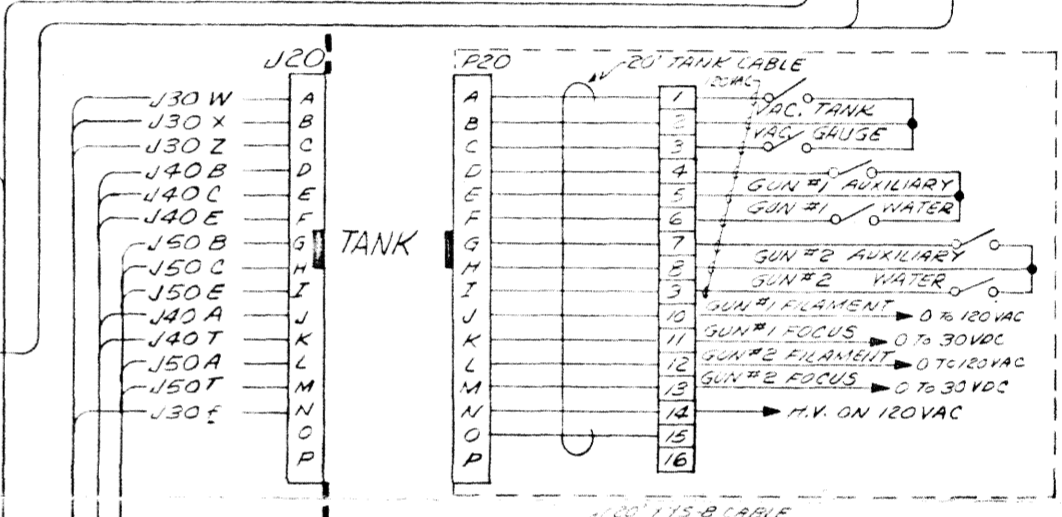 J20
P20
20' TANK CABLE
120VAC
J30 W A A 1
J30 X B B 2 VAC. TANK
J30 Z C C 3 VAC GAUGE
J40 B D D 4
J40 C E E 5 GUN #1 AUXILIARY
J40 E F F 6 GUN #1 WATER
J50 B G TANK G 7
J50 C H H 8 GUN #2 AUXILIARY
J50 E I I 9 GUN #2 WATER
J40 A J J 10 GUN #1 FILAMENT 0 TO 120 VAC
J40 T K K 11 GUN #1 FOCUS 0 TO 30 VDC
J50 A L L 12 GUN #2 FILAMENT 0 TO 120 VAC
J50 T M M 13 GUN #2 FOCUS 0 TO 30 VDC
J30 f N N 14 H.V. ON 120 VAC
O O 15
P P 16
CABLE